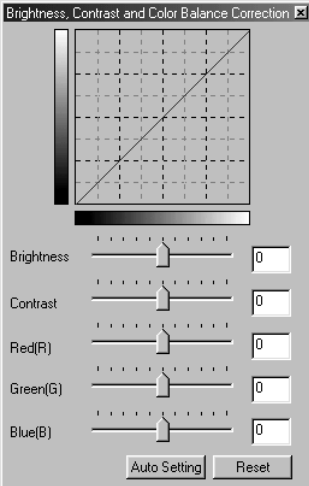 Brightness, Contrast and Color Balance Correction
Brightness 0
Contrast 0
Red(R) 0
Green(G) 0
Blue(B) 0
Auto Setting Reset